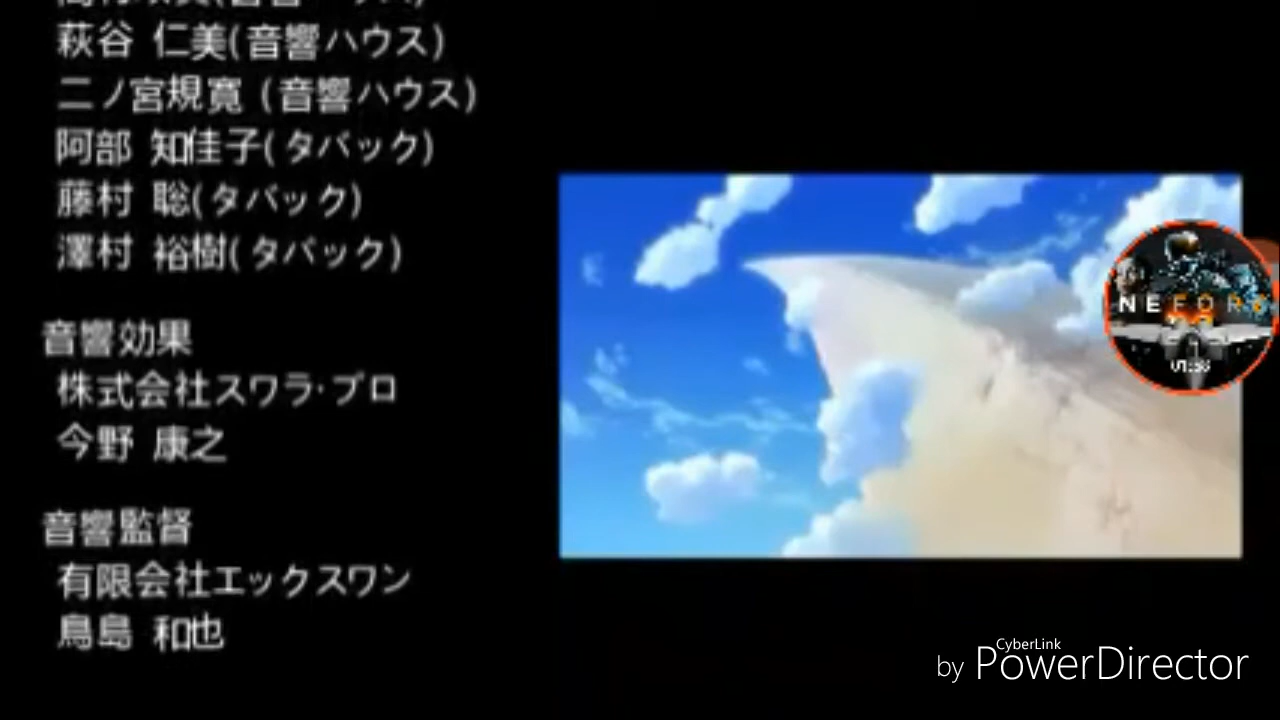 萩谷 仁美(音響ハウス)
二ノ宮規寛 (音響ハウス)
阿部 知佳子(タバック)
藤村 聡(タバック)
澤村 裕樹(タバック)
音響効果
株式会社スワラ・プロ
今野 康之
音響監督
有限会社エックスワン
鳥島 和也
NEFOR
CyberLink
by PowerDirector